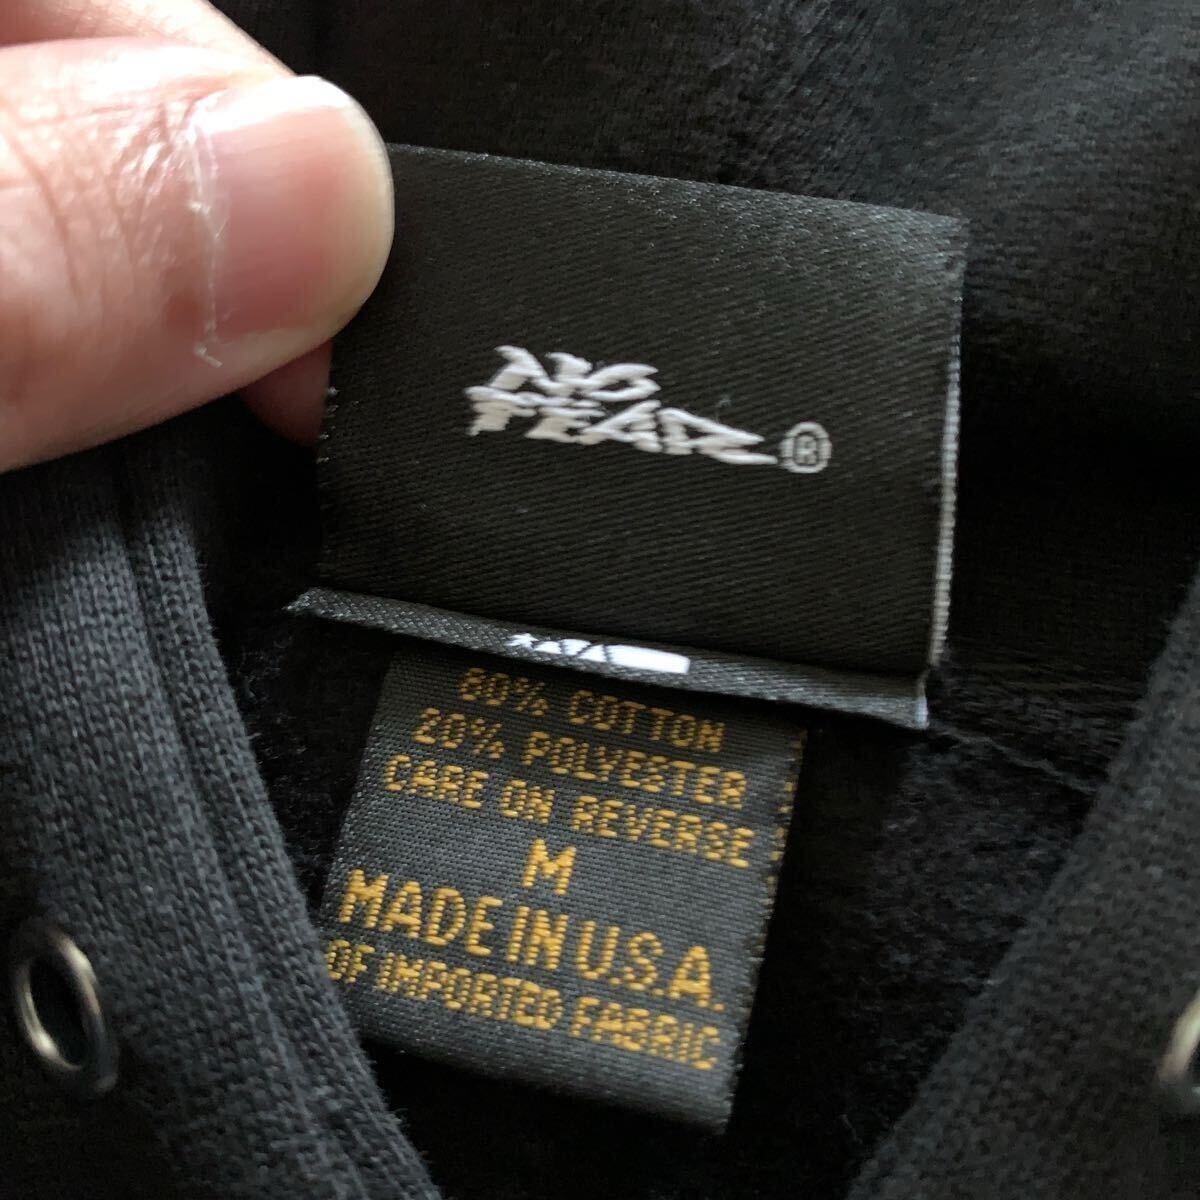 NO
FEAR®
80% COTTON
20% POLYESTER
CARE ON REVERSE
M
MADE IN U.S.A.
OF IMPORTED FABRIC